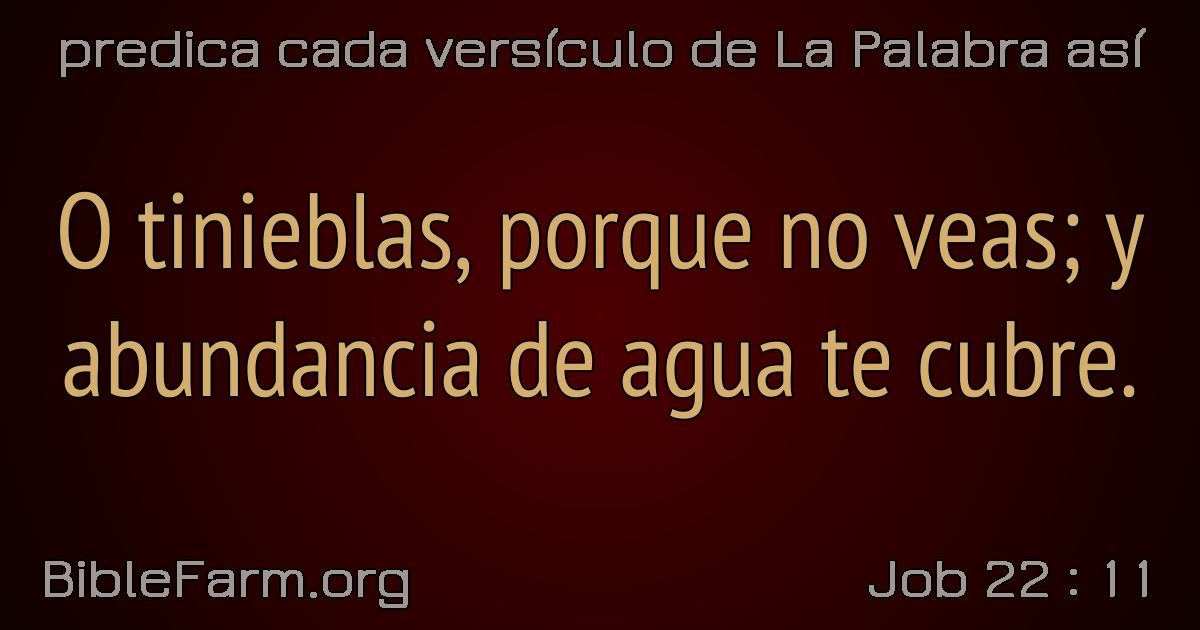 predica cada versículo de La Palabra así
O tinieblas, porque no veas; y
abundancia de agua te cubre.
BibleFarm.org
Job 22 : 11